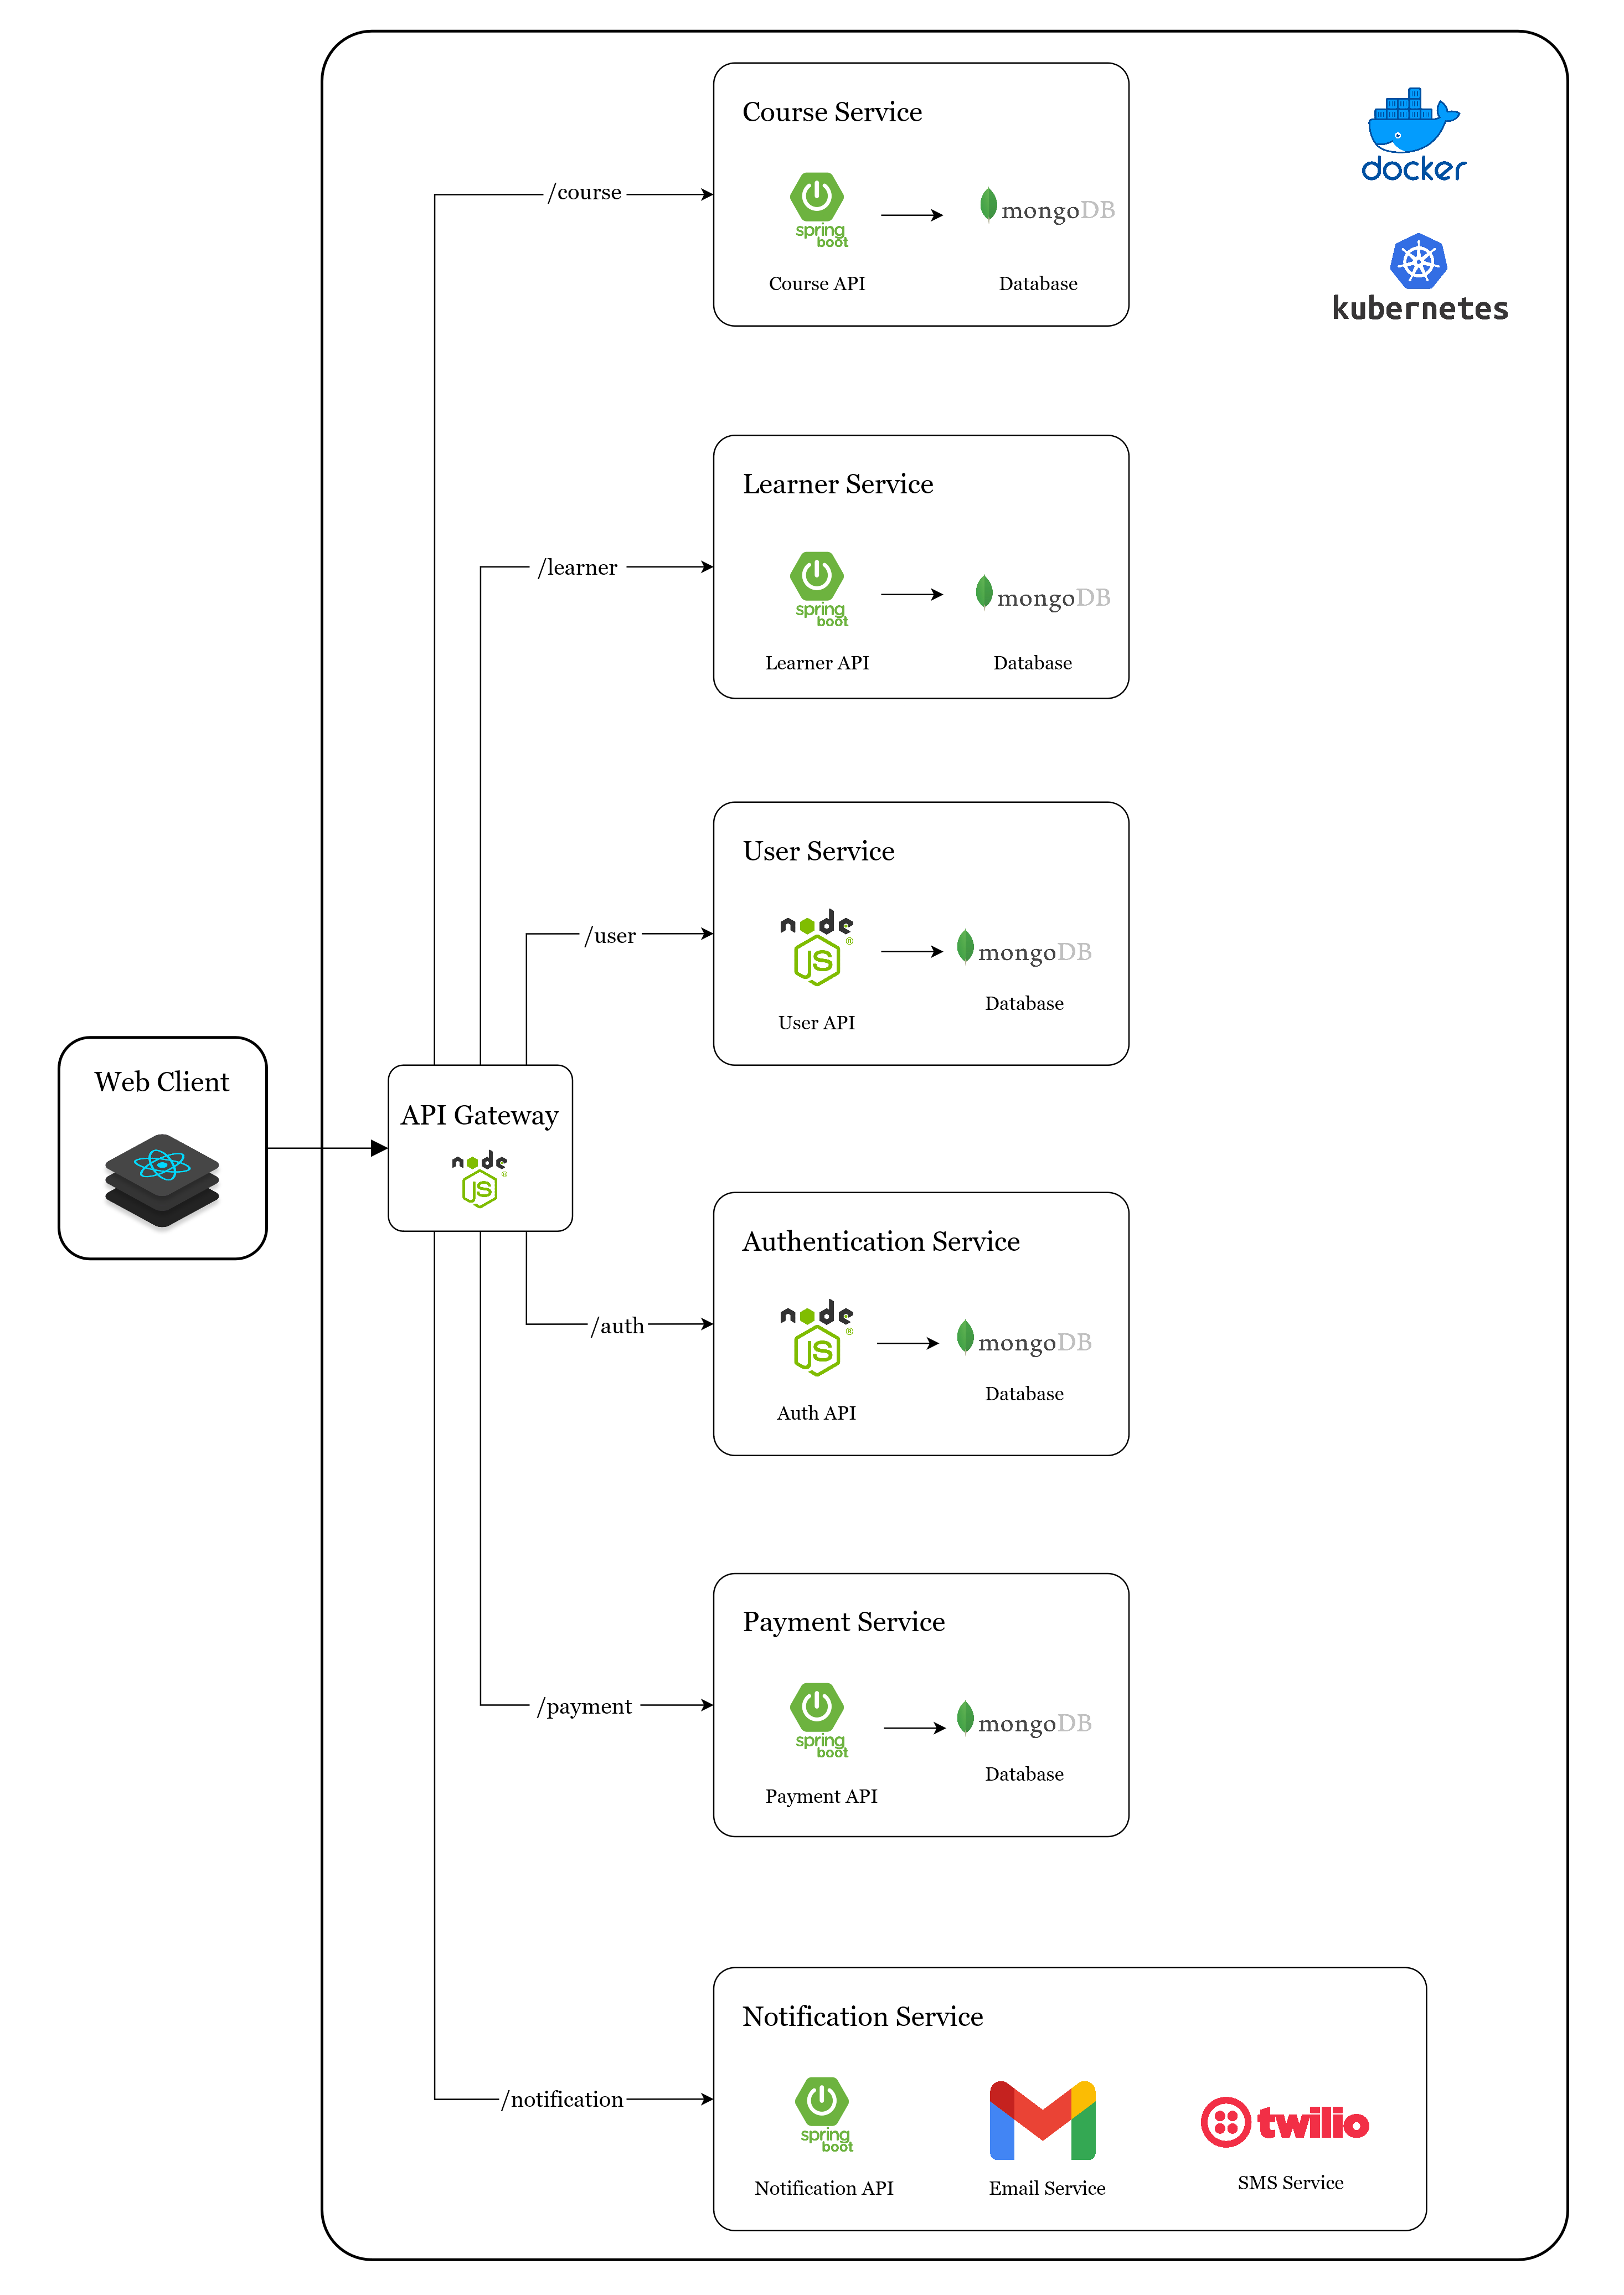 Course Service
docker
/course
spring
boot
mongoDB
Course API
Database
kubernetes
Learner Service
/learner
spring
boot
mongoDB
Learner API
Database
User Service
/user
node
JS
®
mongoDB
User API
Database
Web Client
API Gateway
node
JS
®
Authentication Service
/auth
node
JS
®
mongoDB
Auth API
Database
Payment Service
/payment
spring
boot
mongoDB
Payment API
Database
Notification Service
/notification
spring
boot
twilio
Notification API
Email Service
SMS Service